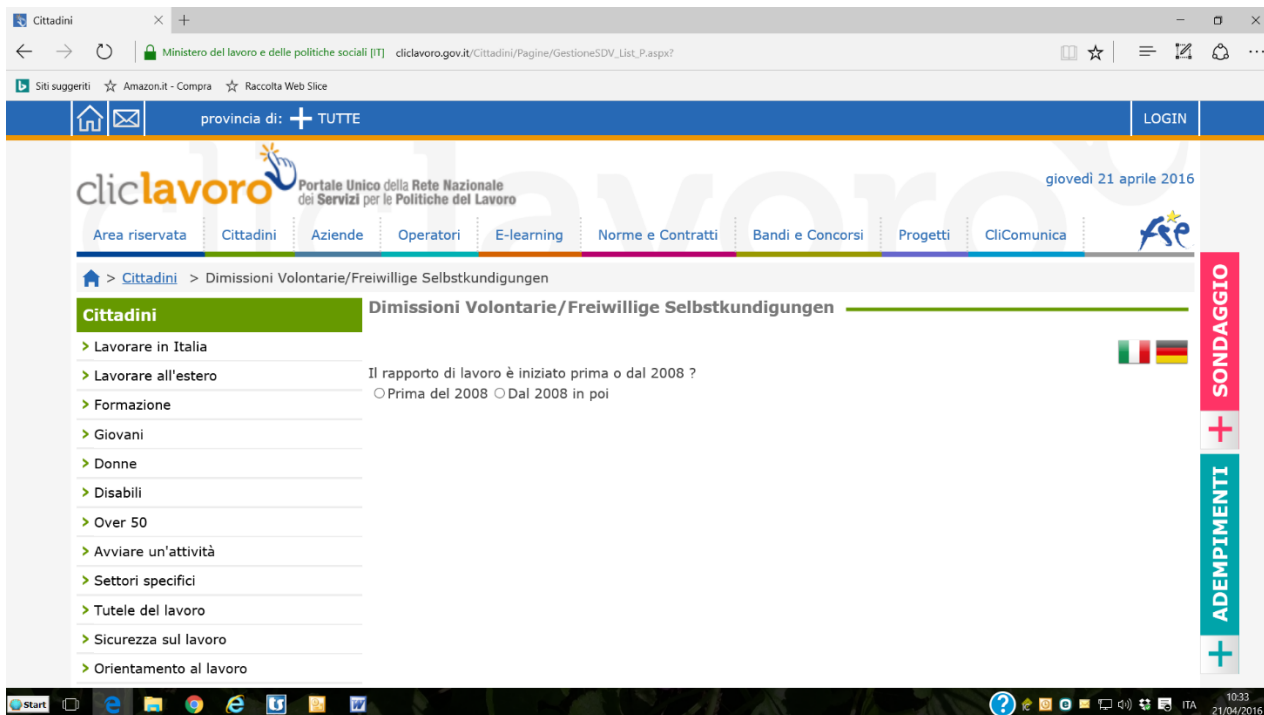 Cittadini
Ministero del lavoro e delle politiche sociali [IT] cliclavoro.gov.it/Cittadini/Pagine/GestioneSDV_List_P.aspx?
Siti suggeriti Amazon.it - Compra Raccolta Web Slice
provincia di: TUTTE LOGIN
cliclavoro
Portale Unico della Rete Nazionale
dei Servizi per le Politiche del Lavoro
giovedì 21 aprile 2016
Area riservata Cittadini Aziende Operatori E-learning Norme e Contratti Bandi e Concorsi Progetti CliComunica
fse
> Cittadini > Dimissioni Volontarie/Freiwillige Selbstkundigungen
Cittadini
> Lavorare in Italia
> Lavorare all'estero
> Formazione
> Giovani
> Donne
> Disabili
> Over 50
> Avviare un'attività
> Settori specifici
> Tutele del lavoro
> Sicurezza sul lavoro
> Orientamento al lavoro
Dimissioni Volontarie/Freiwillige Selbstkundigungen
Il rapporto di lavoro è iniziato prima o dal 2008 ?
Prima del 2008 Dal 2008 in poi
SONDAGGIO
ADEMPIMENTI
Start
ITA
10:33
21/04/2016